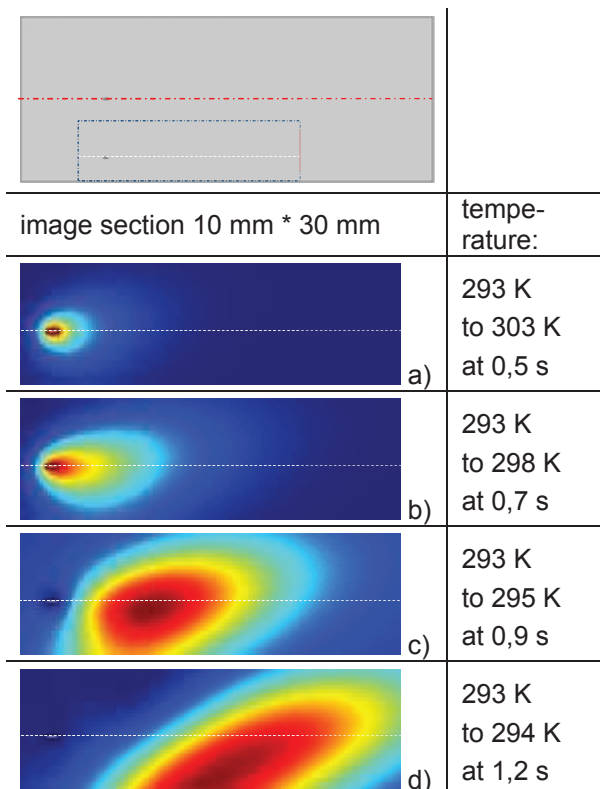 image section 10 mm * 30 mm
tempe-
rature:
a)
293 K
to 303 K
at 0,5 s
b)
293 K
to 298 K
at 0,7 s
c)
293 K
to 295 K
at 0,9 s
d)
293 K
to 294 K
at 1,2 s